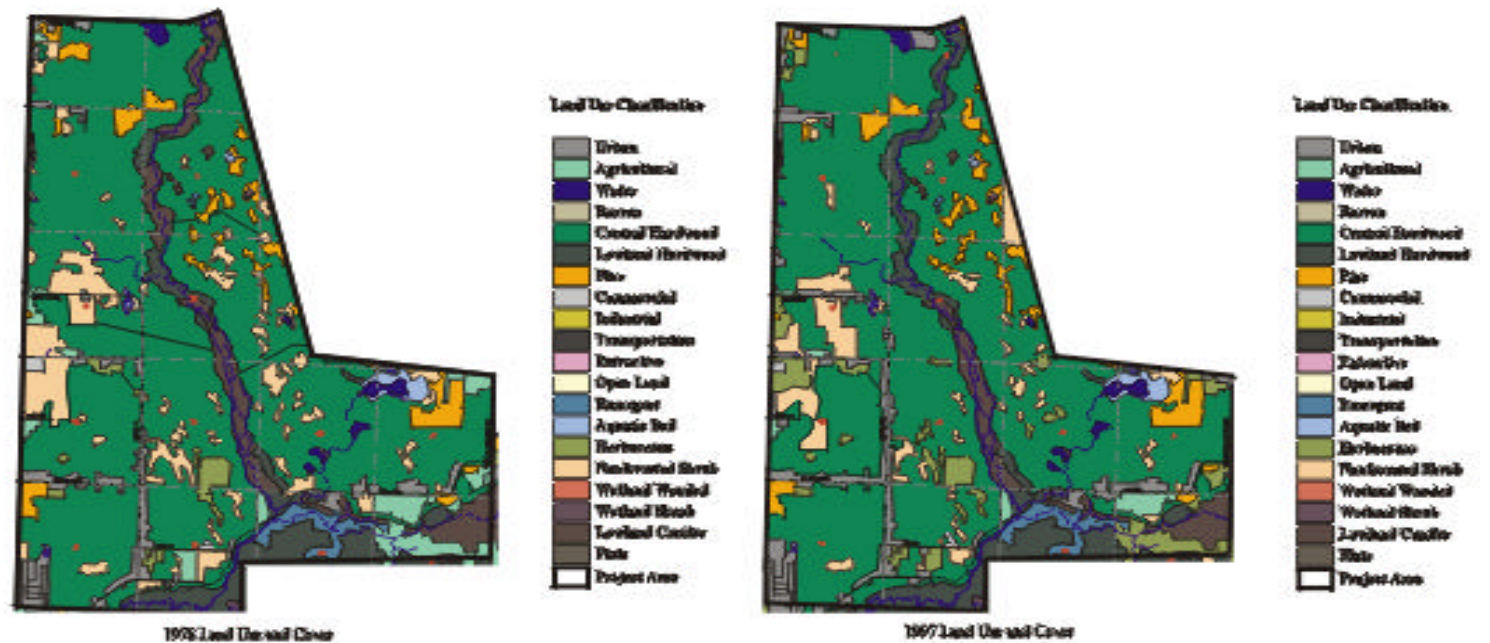 Land Use Classification
Urban
Agricultural
Water
Barren
Central Hardwood
Lowland Hardwood
Pine
Commercial
Industrial
Transportation
Extractive
Open Land
Emergent
Aquatic Bed
Herbaceous
Nonforested Shrub
Wetland Wooded
Wetland Shrub
Lowland Conifer
Flats
Project Area
1978 Land Use and Cover
Land Use Classification
Urban
Agricultural
Water
Barren
Central Hardwood
Lowland Hardwood
Pine
Commercial
Industrial
Transportation
Extractive
Open Land
Emergent
Aquatic Bed
Herbaceous
Nonforested Shrub
Wetland Wooded
Wetland Shrub
Lowland Conifer
Flats
Project Area
1997 Land Use and Cover